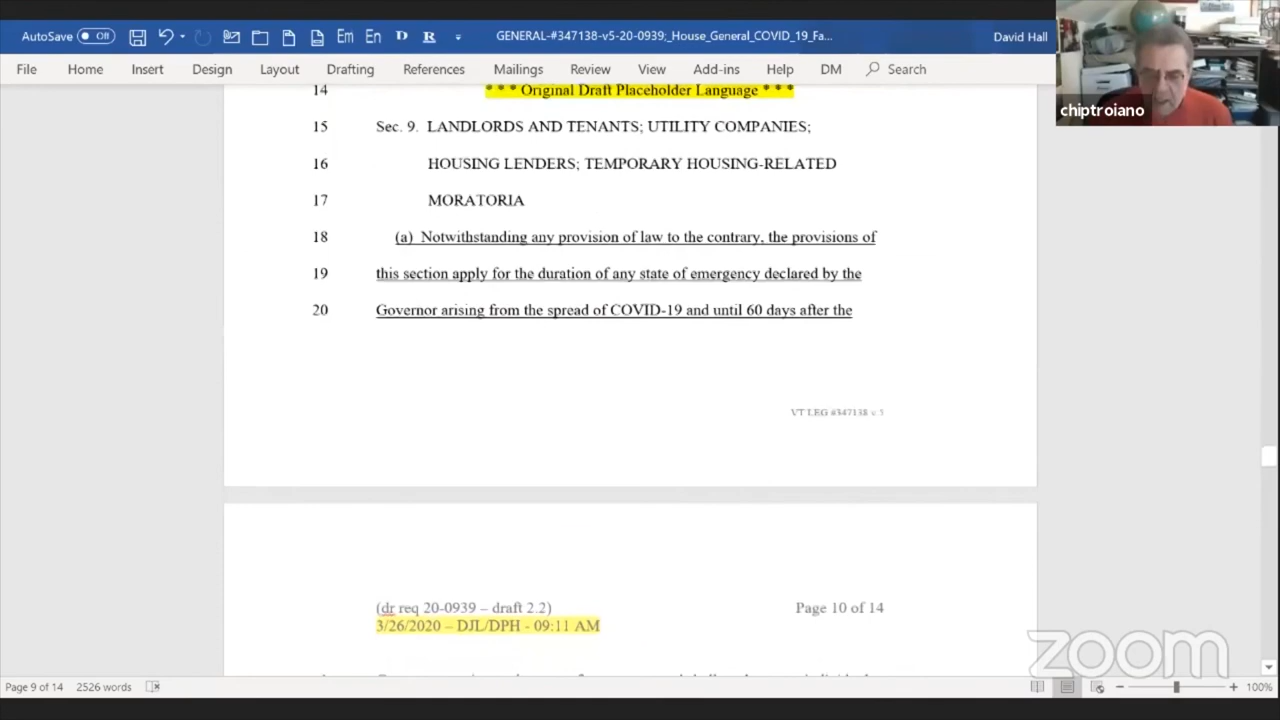 AutoSave Off
Em En D R
GENERAL-#347138-v5-20-0939:_House_General_COVID_19_Fa...
David Hall
File Home Insert Design Layout Drafting References Mailings Review View Add-ins Help DM Search
chiptroiano
14 * * * Original Draft Placeholder Language * * *
15 Sec. 9. LANDLORDS AND TENANTS; UTILITY COMPANIES;
16 HOUSING LENDERS; TEMPORARY HOUSING-RELATED
17 MORATORIA
18 (a) Notwithstanding any provision of law to the contrary, the provisions of
19 this section apply for the duration of any state of emergency declared by the
20 Governor arising from the spread of COVID-19 and until 60 days after the
VT LEG #347138 v.5
(dr req 20-0939 – draft 2.2) Page 10 of 14
3/26/2020 – DJL/DPH - 09:11 AM
zoom
Page 9 of 14 2526 words 100%